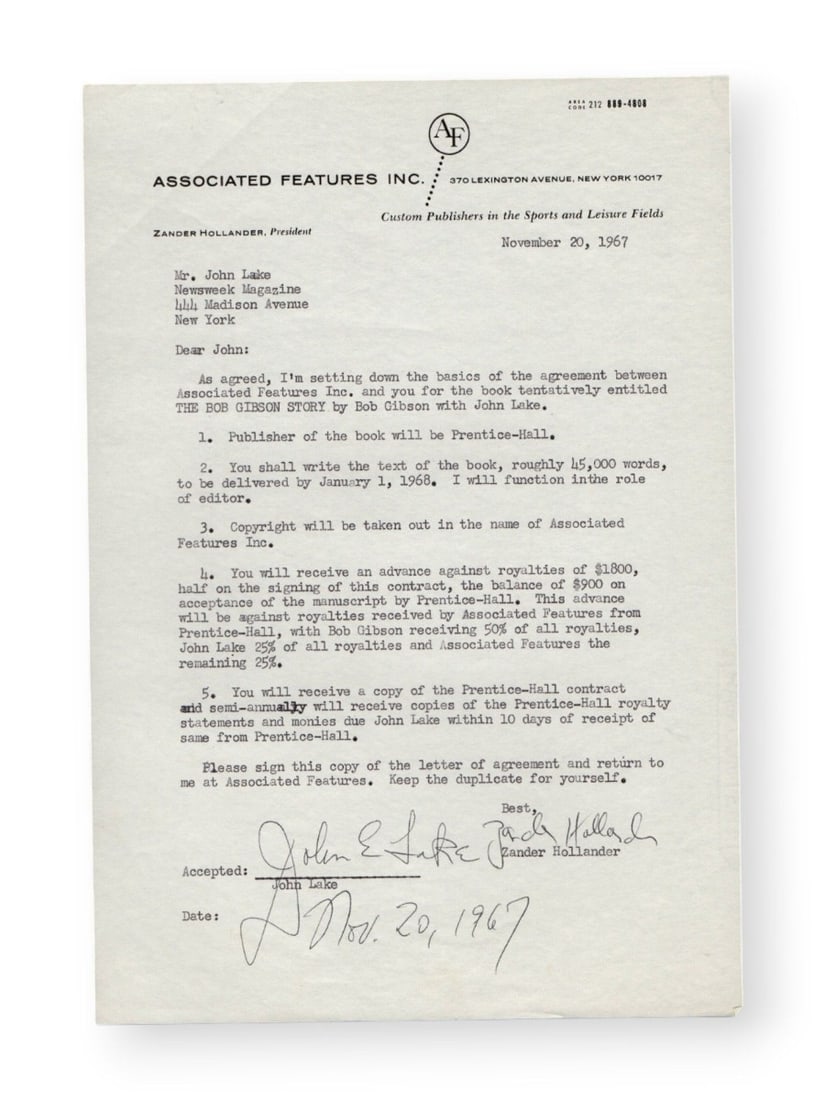 AREA CODE 212 889-4808
AF
ASSOCIATED FEATURES INC. 370 LEXINGTON AVENUE, NEW YORK 10017
Custom Publishers in the Sports and Leisure Fields
ZANDER HOLLANDER, President
November 20, 1967
Mr. John Lake
Newsweek Magazine
444 Madison Avenue
New York
Dear John:
As agreed, I'm setting down the basics of the agreement between
Associated Features Inc. and you for the book tentatively entitled
THE BOB GIBSON STORY by Bob Gibson with John Lake.
1. Publisher of the book will be Prentice-Hall.
2. You shall write the text of the book, roughly 45,000 words,
to be delivered by January 1, 1968. I will function inthe role
of editor.
3. Copyright will be taken out in the name of Associated
Features Inc.
4. You will receive an advance against royalties of $1800,
half on the signing of this contract, the balance of $900 on
acceptance of the manuscript by Prentice-Hall. This advance
will be against royalties received by Associated Features from
Prentice-Hall, with Bob Gibson receiving 50% of all royalties,
John Lake 25% of all royalties and Associated Features the
remaining 25%.
5. You will receive a copy of the Prentice-Hall contract
and semi-annually will receive copies of the Prentice-Hall royalty
statements and monies due John Lake within 10 days of receipt of
same from Prentice-Hall.
Please sign this copy of the letter of agreement and return to
me at Associated Features. Keep the duplicate for yourself.
Best,
John E Lake Zander Hollander
Zander Hollander
Accepted:
John Lake
Date: Nov. 20, 1967